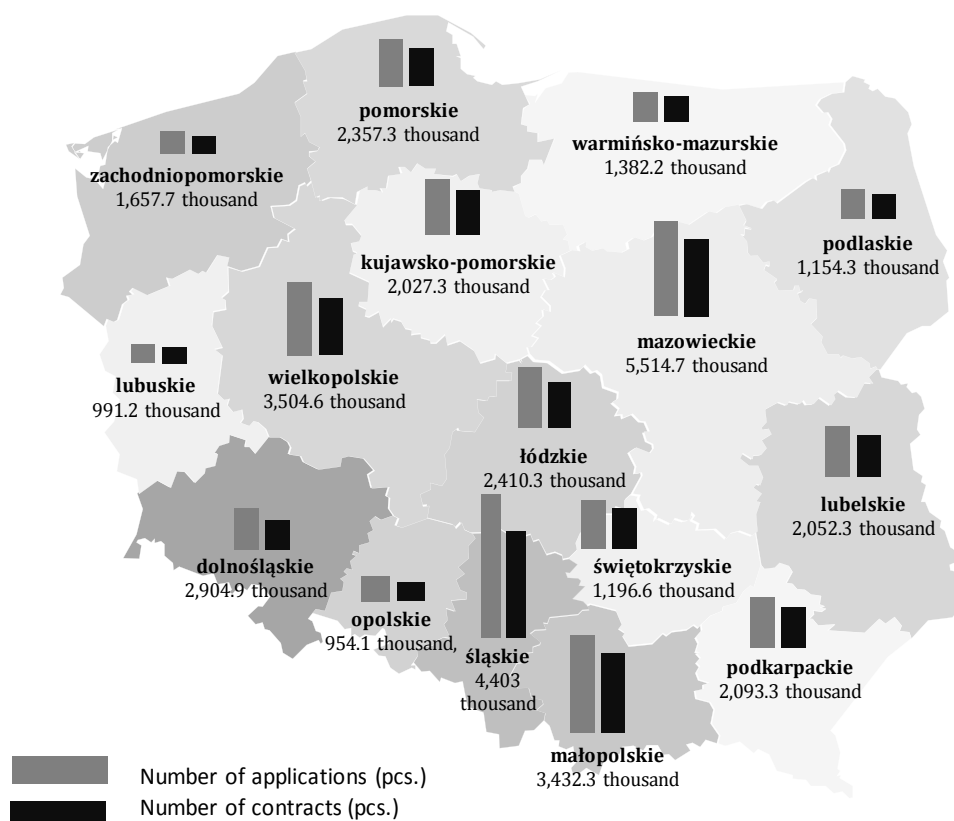 pomorskie
2,357.3 thousand
warmińsko-mazurskie
1,382.2 thousand
zachodniopomorskie
1,657.7 thousand
podlaskie
1,154.3 thousand
kujawsko-pomorskie
2,027.3 thousand
mazowieckie
5,514.7 thousand
wielkopolskie
3,504.6 thousand
lubuskie
991.2 thousand
łódzkie
2,410.3 thousand
lubelskie
2,052.3 thousand
dolnośląskie
2,904.9 thousand
świętokrzyskie
1,196.6 thousand
opolskie
954.1 thousand,
śląskie
4,403
thousand
podkarpackie
2,093.3 thousand
małopolskie
3,432.3 thousand
Number of applications (pcs.)
Number of contracts (pcs.)